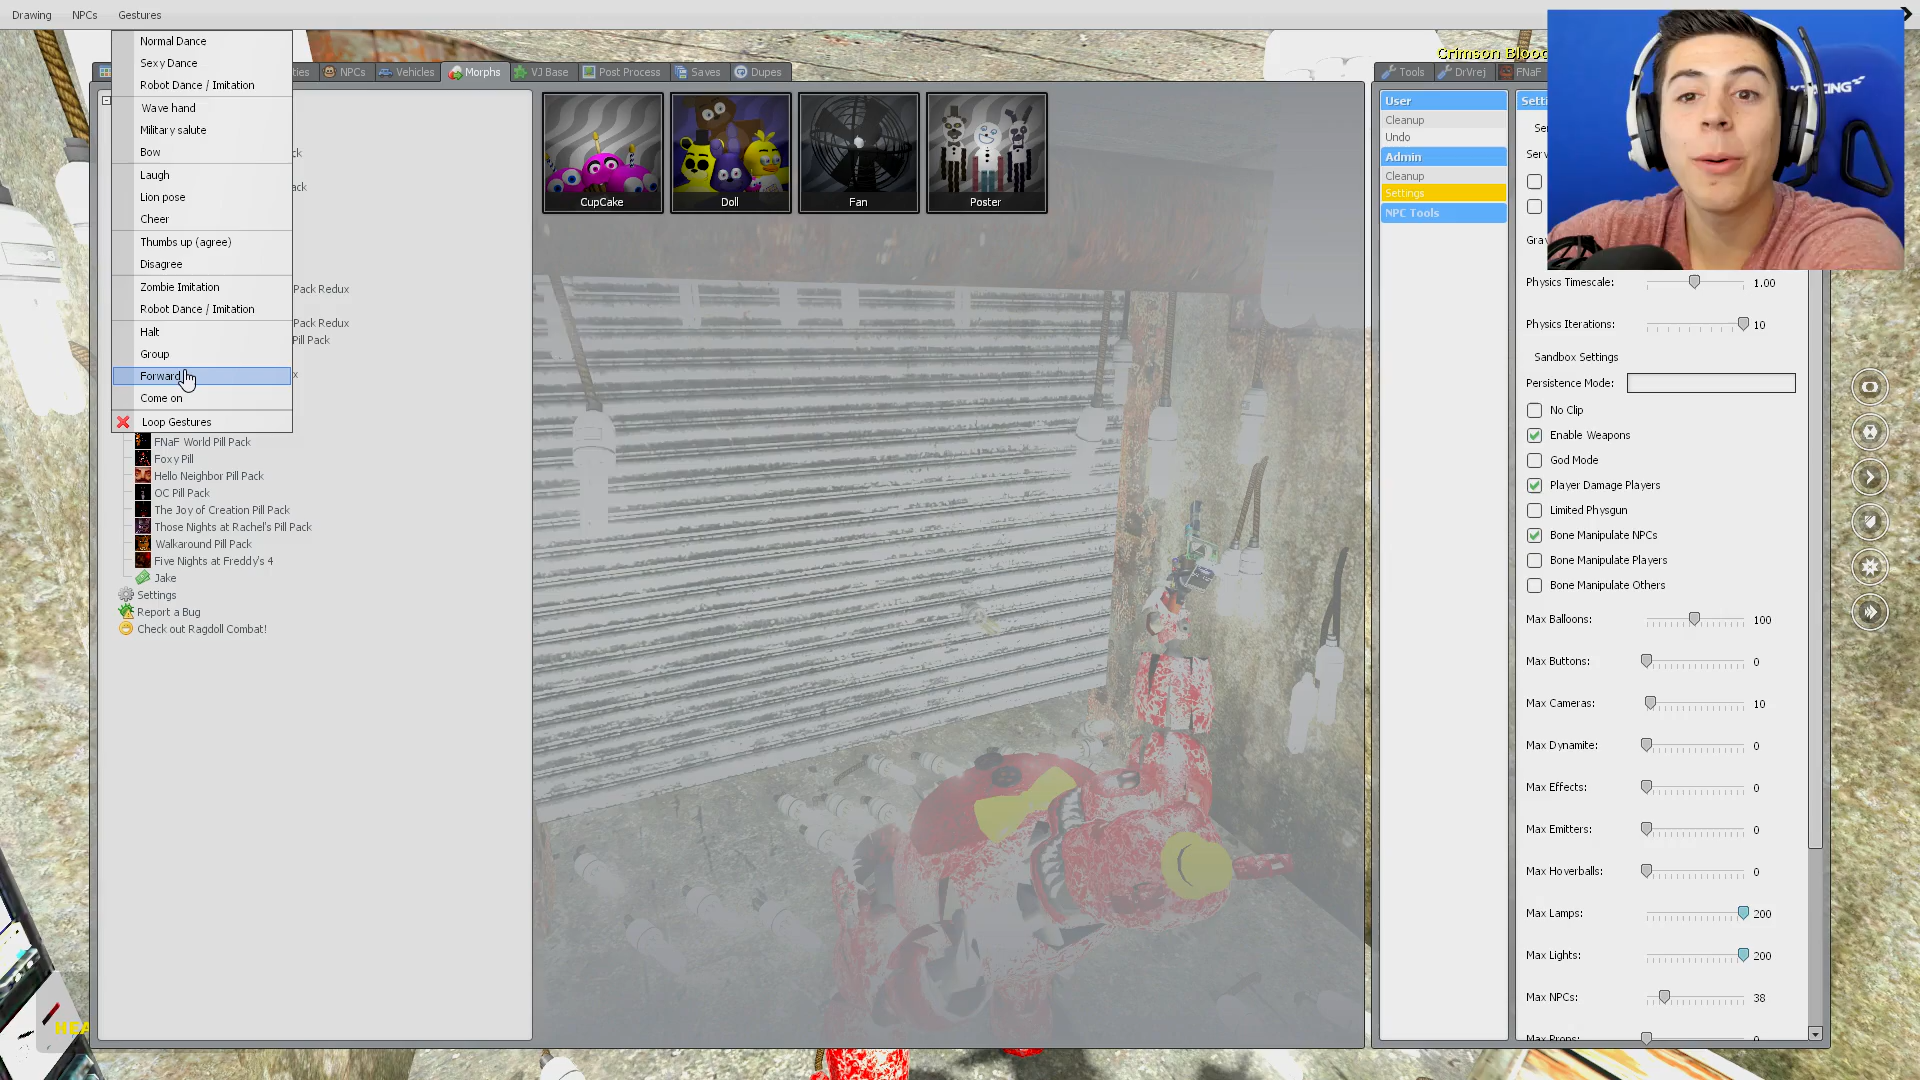 Drawing NPCs Gestures
Normal Dance
Sexy Dance
Robot Dance / Imitation
Wave hand
Military salute
Bow
Laugh
Lion pose
Cheer
Thumbs up (agree)
Disagree
Zombie Imitation
Robot Dance / Imitation
Halt
Group
Forward
Come on
Loop Gestures
NPCs Vehicles Morphs VJ Base Post Process Saves Dupes
Pack Redux
Pack Redux
Pill Pack
FNaF World Pill Pack
Foxy Pill
Hello Neighbor Pill Pack
OC Pill Pack
The Joy of Creation Pill Pack
Those Nights at Rachel's Pill Pack
Walkaround Pill Pack
Five Nights at Freddy's 4
Jake
Settings
Report a Bug
Check out Ragdoll Combat!
CupCake Doll Fan Poster
Crimson Blood
Tools DrVrej FNaF
User
Cleanup
Undo
Admin
Cleanup
Settings
NPC Tools
Physics Timescale: 1.00
Physics Iterations: 10
Sandbox Settings
Persistence Mode:
No Clip
Enable Weapons
God Mode
Player Damage Players
Limited Physgun
Bone Manipulate NPCs
Bone Manipulate Players
Bone Manipulate Others
Max Balloons: 100
Max Buttons: 0
Max Cameras: 10
Max Dynamite: 0
Max Effects: 0
Max Emitters: 0
Max Hoverballs: 0
Max Lamps: 200
Max Lights: 200
Max NPCs: 38
Max Props: 0